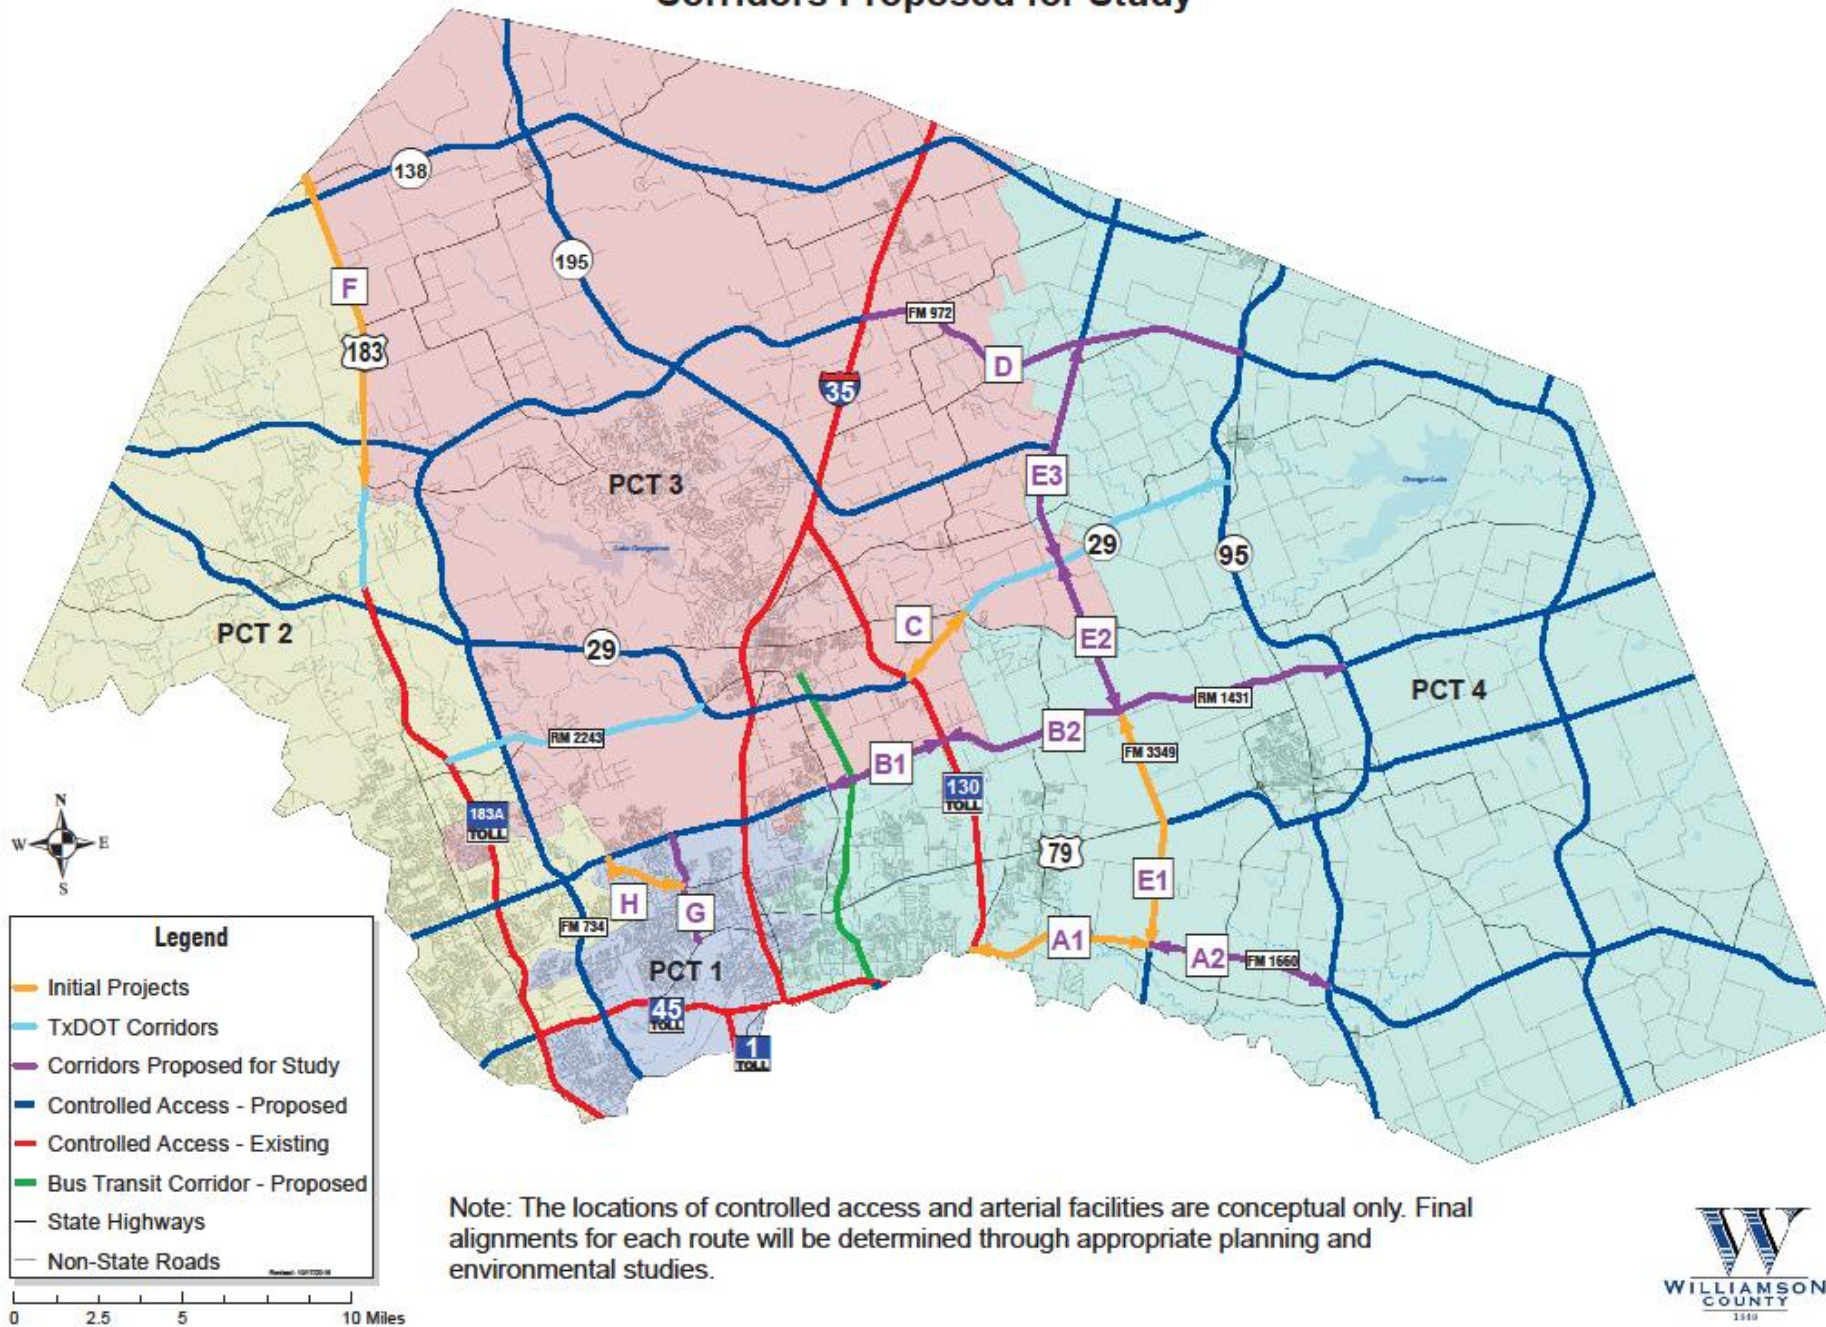 Corridors Proposed for Study
138
195
F
183
FM 972
D
35
PCT 3
E3
Granger Lake
Lake Georgetown
29
95
C
PCT 2
29
E2
PCT 4
RM 1431
RM 2243
B2
FM 3349
B1
130
TOLL
183A
TOLL
N
W E
S
79
E1
H
G
FM 734
A1
A2
FM 1660
PCT 1
45
TOLL
1
TOLL
Legend
Initial Projects
TxDOT Corridors
Corridors Proposed for Study
Controlled Access - Proposed
Controlled Access - Existing
Bus Transit Corridor - Proposed
State Highways
Non-State Roads
0 2.5 5 10 Miles
Note: The locations of controlled access and arterial facilities are conceptual only. Final
alignments for each route will be determined through appropriate planning and
environmental studies.
WILLIAMSON
COUNTY
1848